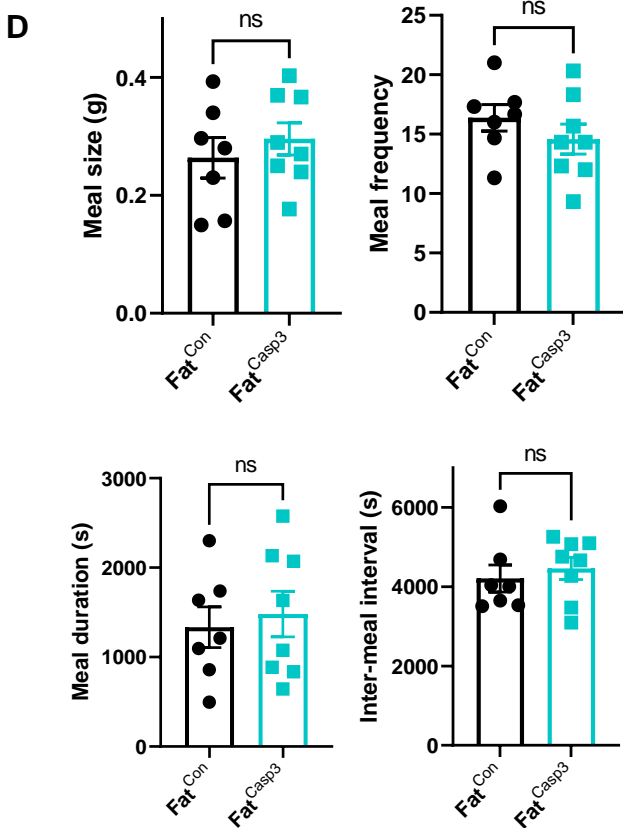 D
ns
Meal size (g)
0.4
0.2
0.0
Fat^Con
Fat^Casp3
ns
Meal frequency
25
20
15
10
5
0
Fat^Con
Fat^Casp3
ns
Meal duration (s)
3000
2000
1000
0
Fat^Con
Fat^Casp3
ns
Inter-meal interval (s)
6000
4000
2000
0
Fat^Con
Fat^Casp3